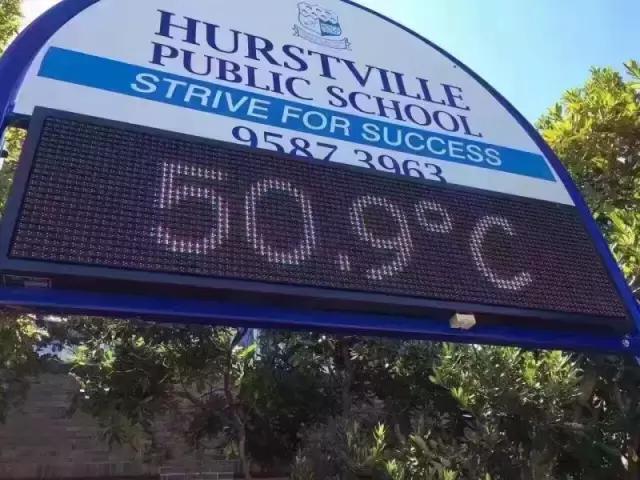 HURSTVILLE
PUBLIC SCHOOL
STRIVE FOR SUCCESS
9587 3963
50.9°C